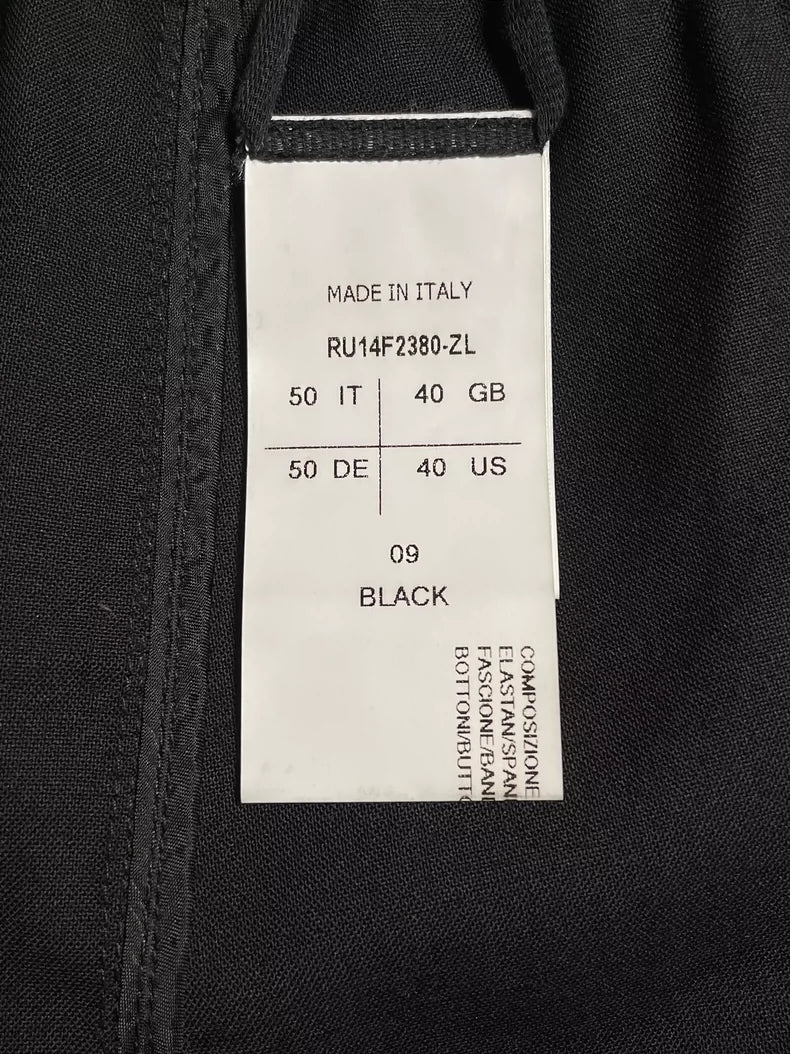 MADE IN ITALY
RU14F2380-ZL
50 IT 40 GB
50 DE 40 US
09
BLACK
COMPOSIZIONE
ELASTAN/SPAN
FASCIONE/BAN
BOTTONI/BUTT